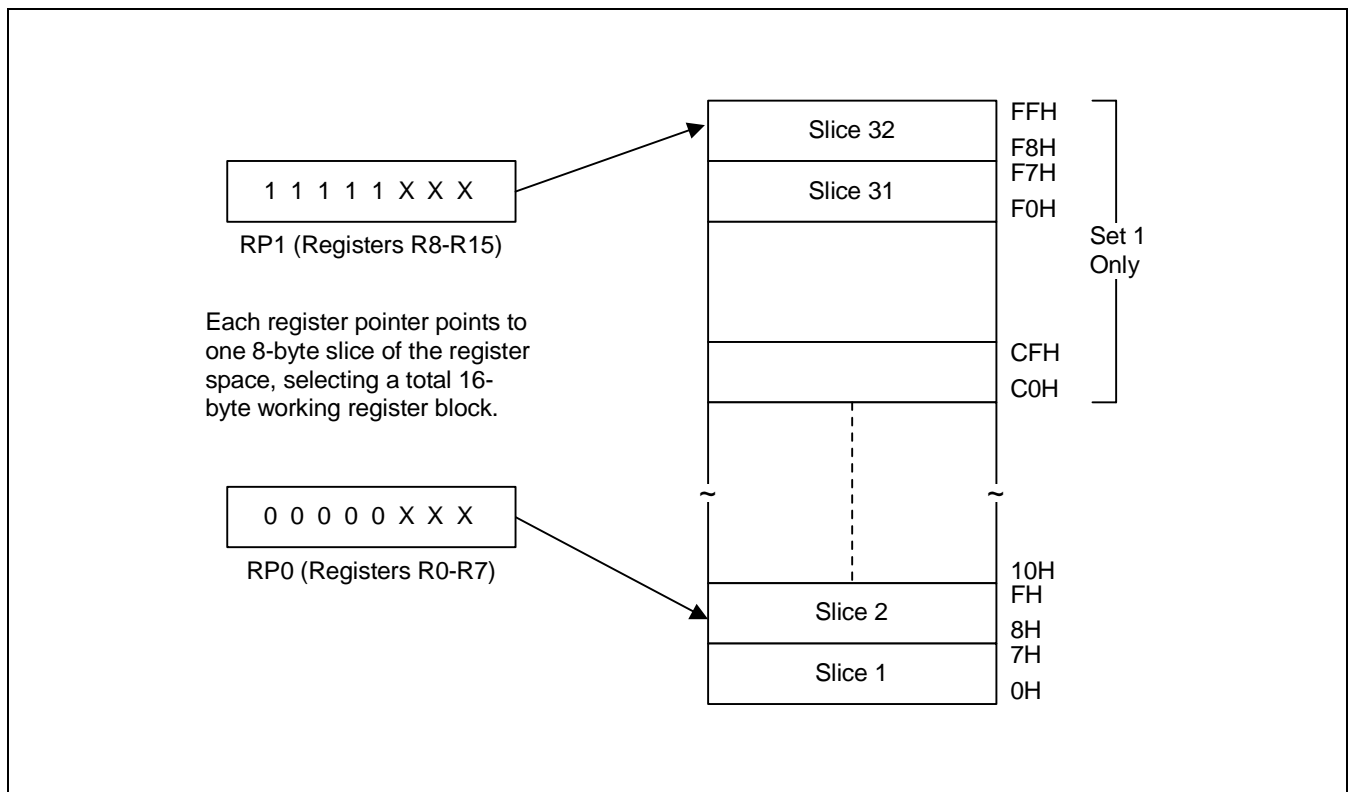 1 1 1 1 1 X X X
RP1 (Registers R8-R15)
Each register pointer points to
one 8-byte slice of the register
space, selecting a total 16-
byte working register block.
0 0 0 0 0 X X X
RP0 (Registers R0-R7)
Slice 32
Slice 31
~
~
Slice 2
Slice 1
FFH
F8H
F7H
F0H
CFH
C0H
10H
FH
8H
7H
0H
Set 1
Only